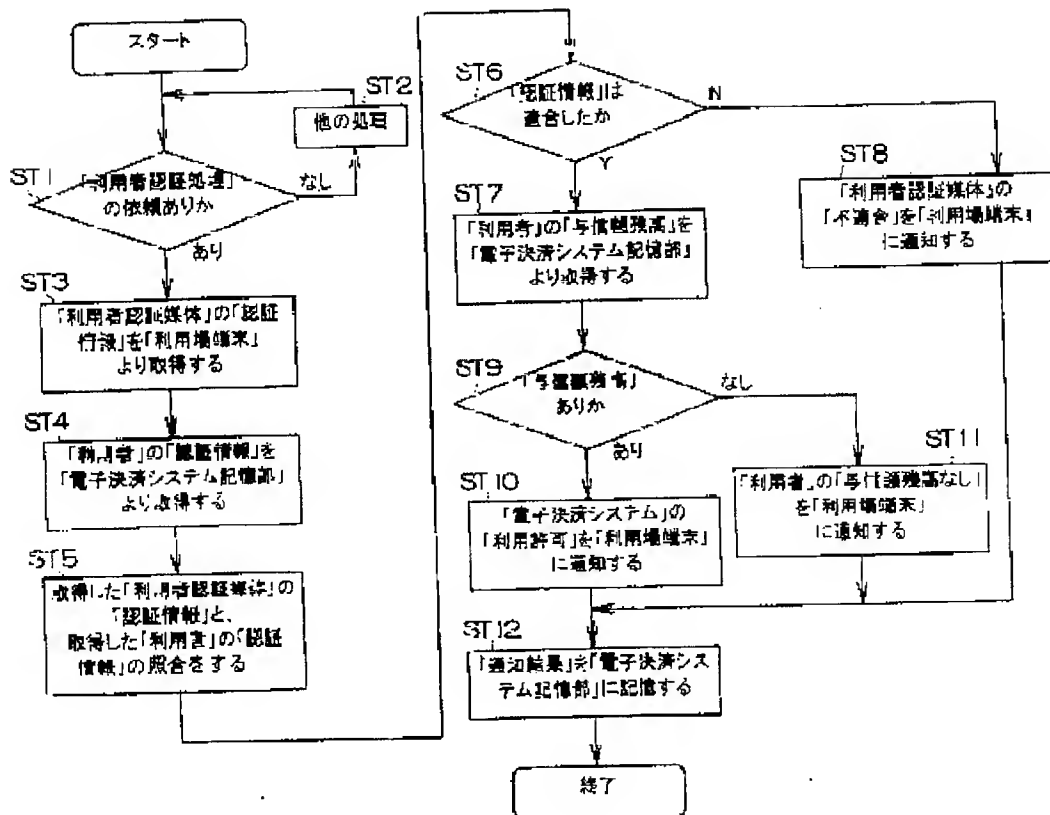 スタート
ST2
他の処理
ST1
「利用者認証処理」
の依頼ありか
なし
あり
ST3
「利用者認証媒体」の「認証
情報」を「利用場端末」
より取得する
ST4
「利用者」の「認証情報」を
「電子決済システム記憶部」
より取得する
ST5
取得した「利用者認証媒体」の
「認証情報」と、
取得した「利用者」の「認証
情報」の照合をする
ST6
「認証情報」は
適合したか
N
Y
ST7
「利用者」の「与信額残高」を
「電子決済システム記憶部」
より取得する
ST8
「利用者認証媒体」の
「不適合」を「利用場端末」
に通知する
ST9
「与信額残高」
ありか
なし
あり
ST10
「電子決済システム」の
「利用許可」を「利用場端末」
に通知する
ST11
「利用者」の「与信額残高なし」
を「利用場端末」
に通知する
ST12
「通知結果」を「電子決済シス
テム記憶部」に記憶する
終了